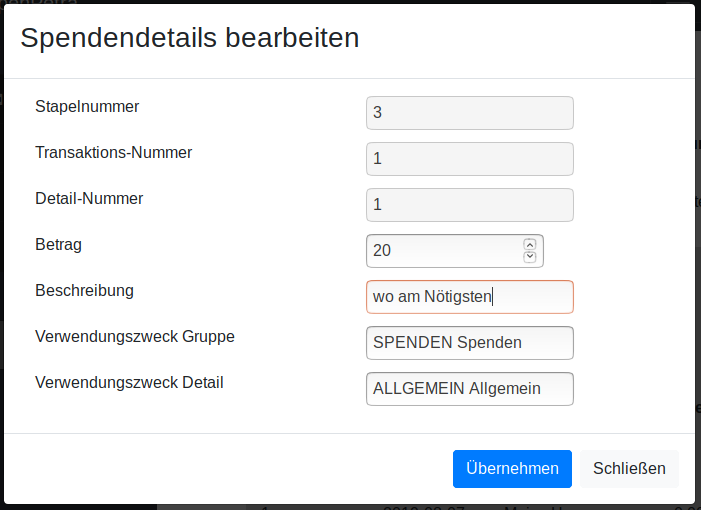 Spendendetails bearbeiten
Stapelnummer 3
Transaktions-Nummer 1
Detail-Nummer 1
Betrag 20
Beschreibung wo am Nötigsten
Verwendungszweck Gruppe SPENDEN Spenden
Verwendungszweck Detail ALLGEMEIN Allgemein
Übernehmen Schließen